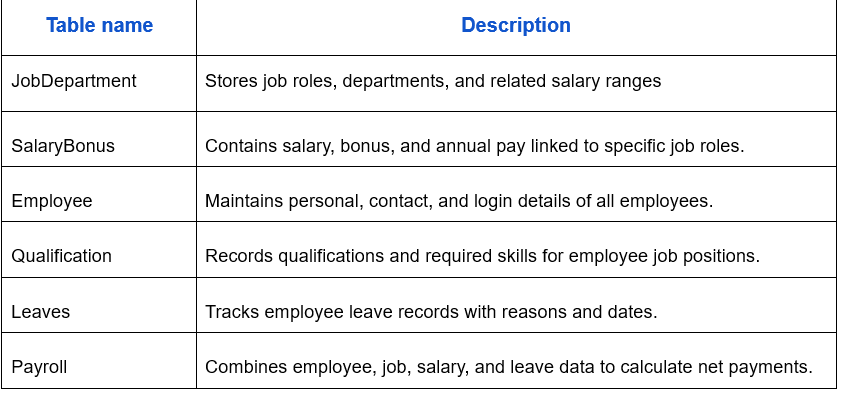 Table name Description
JobDepartment Stores job roles, departments, and related salary ranges
SalaryBonus Contains salary, bonus, and annual pay linked to specific job roles.
Employee Maintains personal, contact, and login details of all employees.
Qualification Records qualifications and required skills for employee job positions.
Leaves Tracks employee leave records with reasons and dates.
Payroll Combines employee, job, salary, and leave data to calculate net payments.